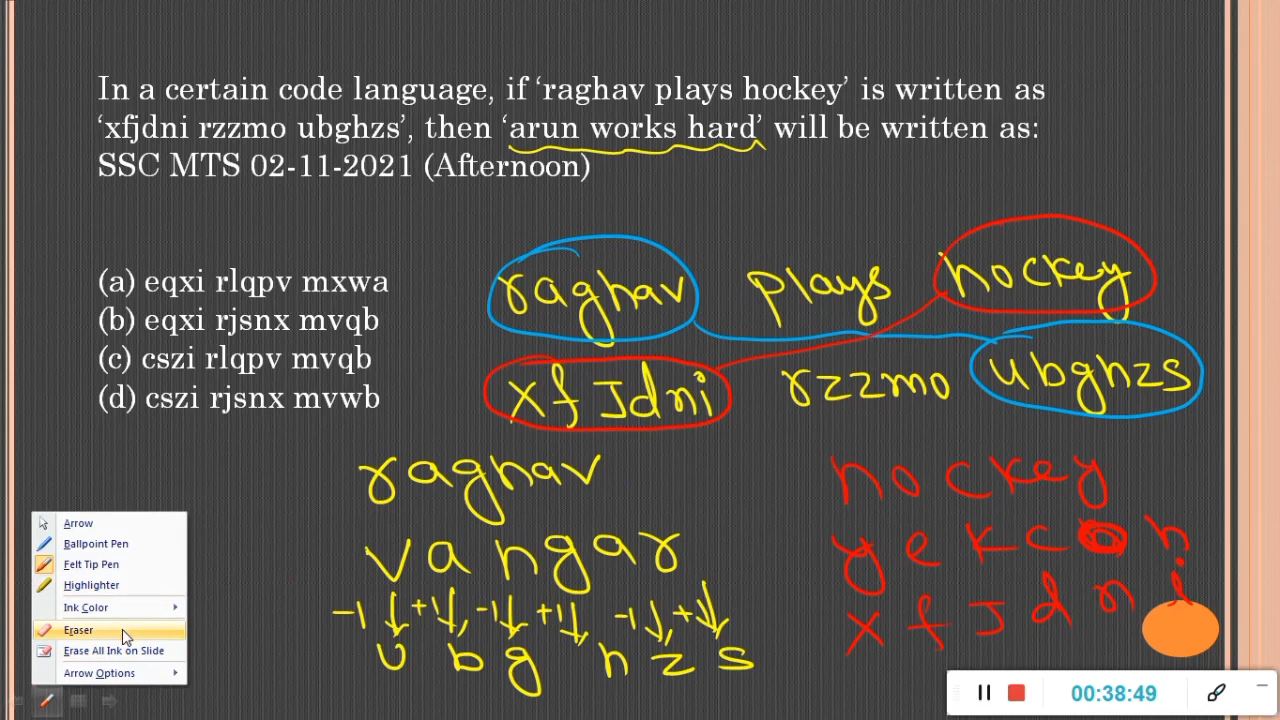 In a certain code language, if ‘raghav plays hockey’ is written as
‘xfjdni rzzmo ubghzs’, then ‘arun works hard’ will be written as:
SSC MTS 02-11-2021 (Afternoon)
(a) eqxi rlqpv mxwa
(b) eqxi rjsnx mvqb
(c) cszi rlqpv mvqb
(d) cszi rjsnx mvwb
raghav plays hockey
xfJdni rzzmo ubghzs
raghav
vahgar
-1 +1 -1 +1 -1 +1
u b g h z s
hockey
y e k c o h
x f J d n i
Arrow
Ballpoint Pen
Felt Tip Pen
Highlighter
Ink Color
Eraser
Erase All Ink on Slide
Arrow Options
00:38:49